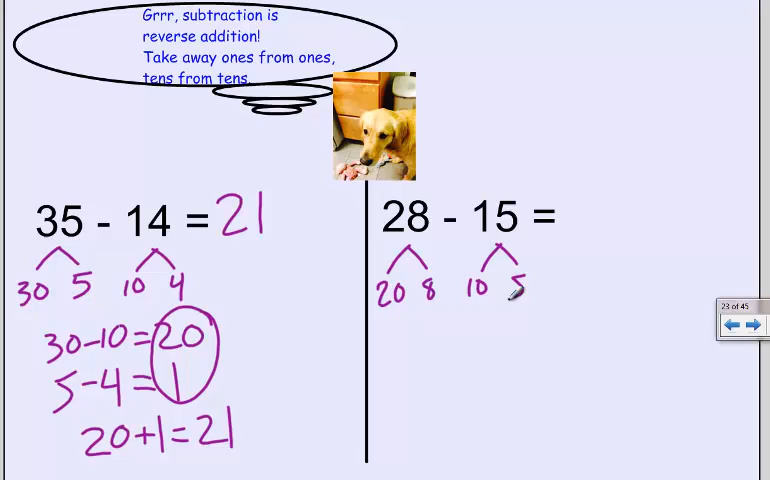 Grrr, subtraction is
reverse addition!
Take away ones from ones,
tens from tens.
35 - 14 = 21
30 5 10 4
30-10=20
5-4=1
20+1=21
28 - 15 =
20 8 10 5
23 of 45